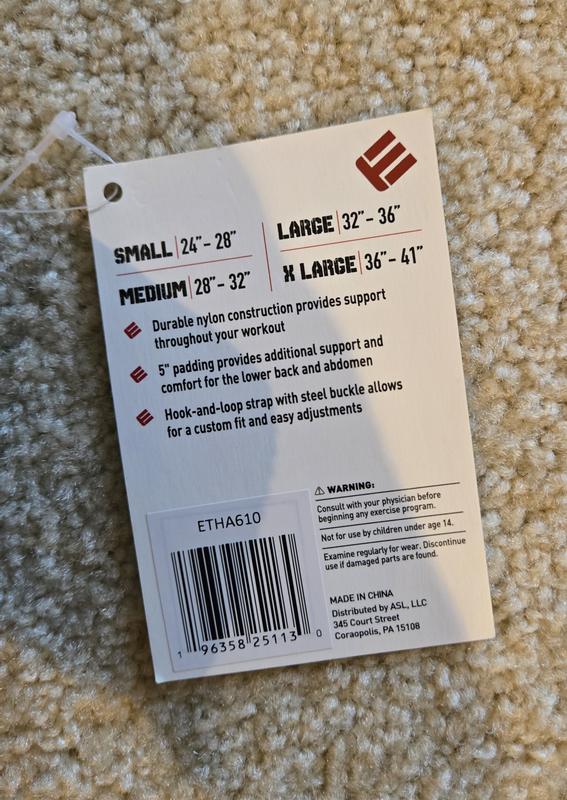 SMALL 24"- 28"
MEDIUM 28"- 32"
LARGE 32"- 36"
X LARGE 36"- 41"
Durable nylon construction provides support
throughout your workout
5" padding provides additional support and
comfort for the lower back and abdomen
Hook-and-loop strap with steel buckle allows
for a custom fit and easy adjustments
⚠ WARNING:
Consult with your physician before
beginning any exercise program.
Not for use by children under age 14.
Examine regularly for wear. Discontinue
use if damaged parts are found.
ETHA610
1 96358 25113 0
MADE IN CHINA
Distributed by ASL, LLC
345 Court Street
Coraopolis, PA 15108